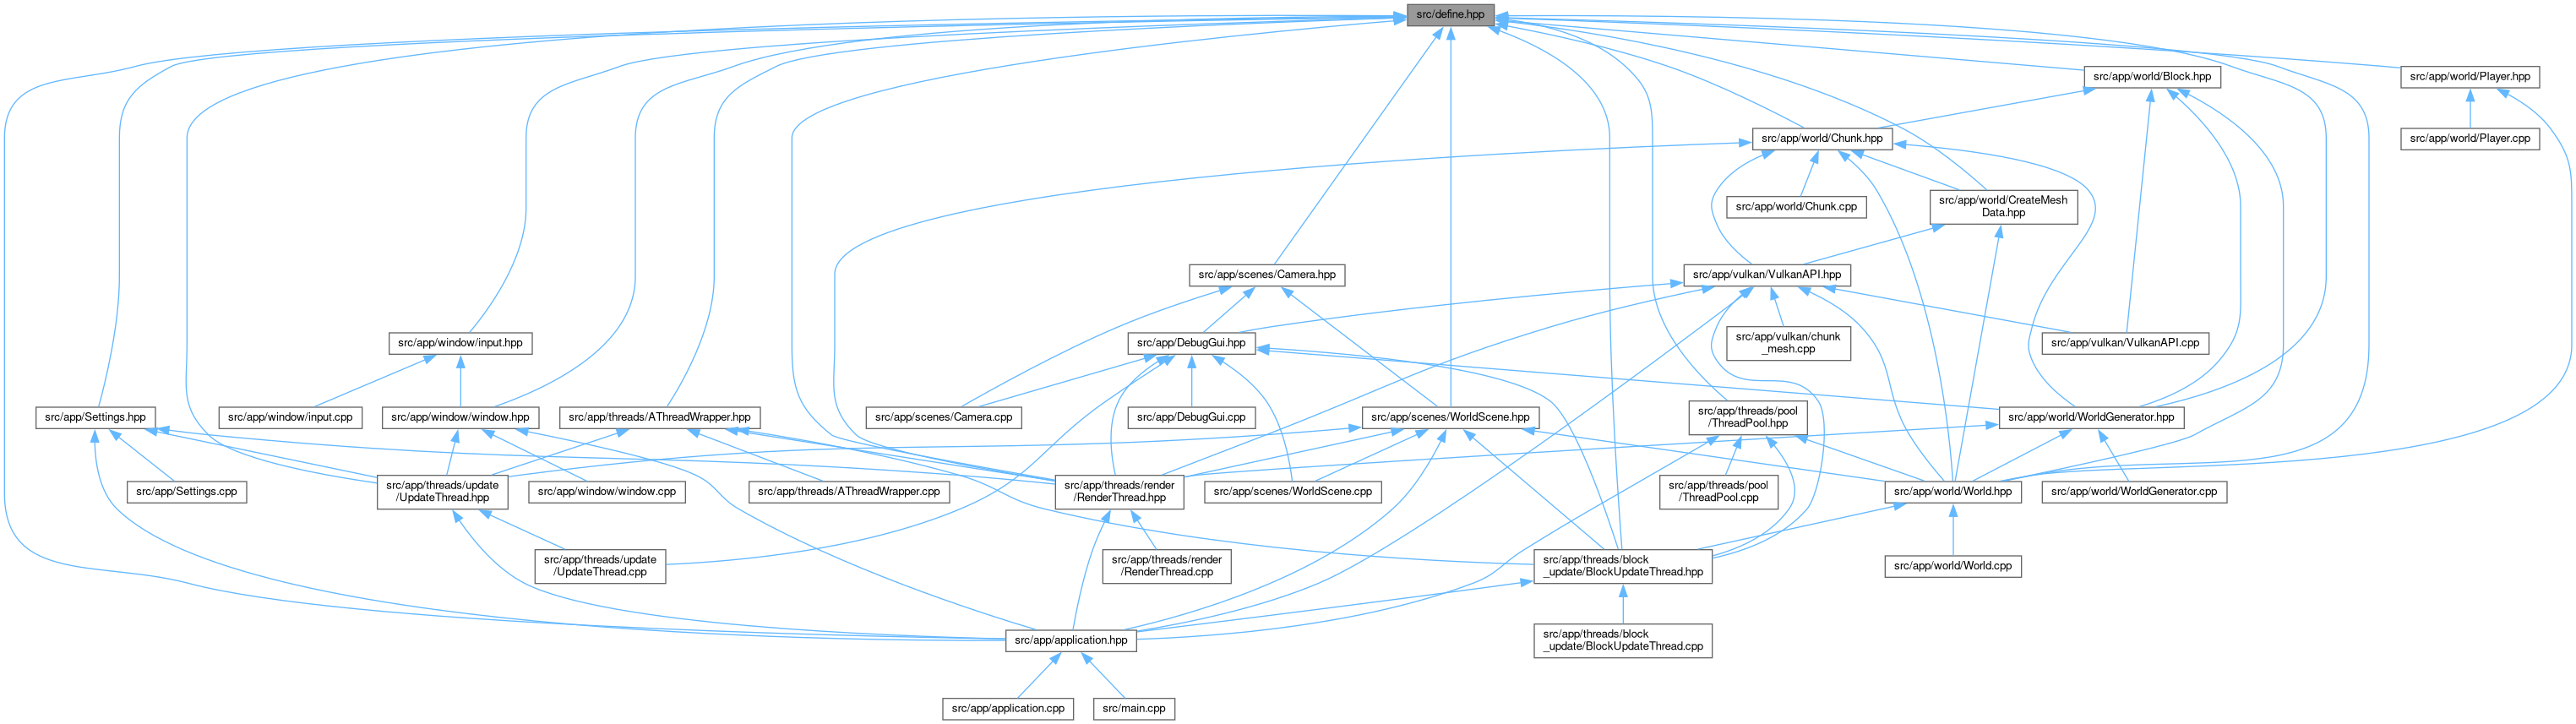 src/define.hpp
src/app/world/Block.hpp
src/app/world/Player.hpp
src/app/world/Chunk.hpp
src/app/world/Player.cpp
src/app/world/Chunk.cpp
src/app/world/CreateMesh
Data.hpp
src/app/scenes/Camera.hpp
src/app/vulkan/VulkanAPI.hpp
src/app/window/input.hpp
src/app/DebugGui.hpp
src/app/vulkan/chunk
_mesh.cpp
src/app/vulkan/VulkanAPI.cpp
src/app/Settings.hpp
src/app/window/input.cpp
src/app/window/window.hpp
src/app/threads/AThreadWrapper.hpp
src/app/scenes/Camera.cpp
src/app/DebugGui.cpp
src/app/scenes/WorldScene.hpp
src/app/threads/pool
/ThreadPool.hpp
src/app/world/WorldGenerator.hpp
src/app/Settings.cpp
src/app/threads/update
/UpdateThread.hpp
src/app/window/window.cpp
src/app/threads/AThreadWrapper.cpp
src/app/threads/render
/RenderThread.hpp
src/app/scenes/WorldScene.cpp
src/app/threads/pool
/ThreadPool.cpp
src/app/world/World.hpp
src/app/world/WorldGenerator.cpp
src/app/threads/update
/UpdateThread.cpp
src/app/threads/render
/RenderThread.cpp
src/app/threads/block
_update/BlockUpdateThread.hpp
src/app/world/World.cpp
src/app/application.hpp
src/app/threads/block
_update/BlockUpdateThread.cpp
src/app/application.cpp
src/main.cpp